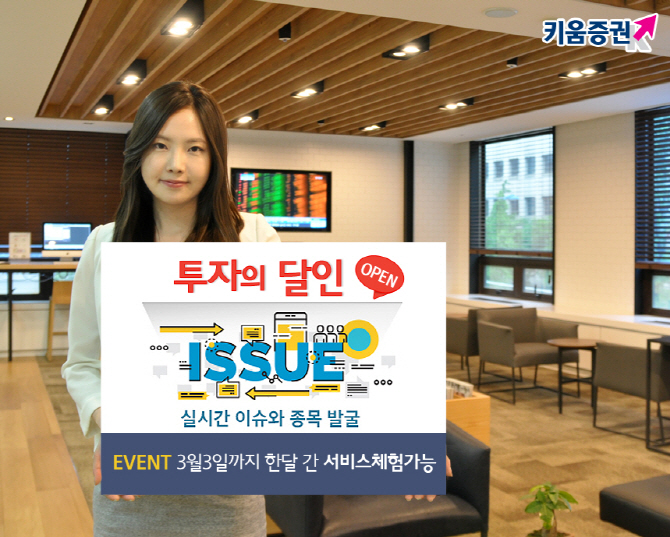 키움증권
투자의 달인
OPEN
ISSUE
실시간 이슈와 종목 발굴
EVENT 3월3일까지 한달 간 서비스체험가능